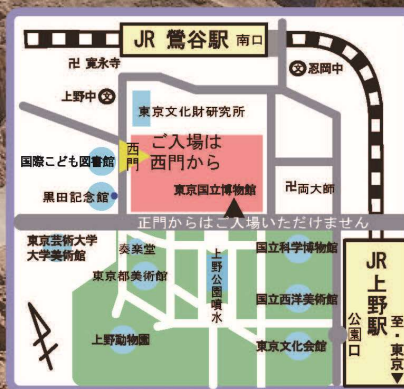 JR 鶯谷駅 南口
卍 寛永寺
文忍岡中
上野中文
東京文化財研究所
ご入場は
西門から
西門
国際こども図書館
黒田記念館
東京国立博物館
卍両大師
正門からはご入場いただけません
東京芸術大学
大学美術館
奏楽堂
国立科学博物館
東京都美術館
上野公園噴水
国立西洋美術館
上野動物園
東京文化会館
JR上野駅
公園口
至・東京▼